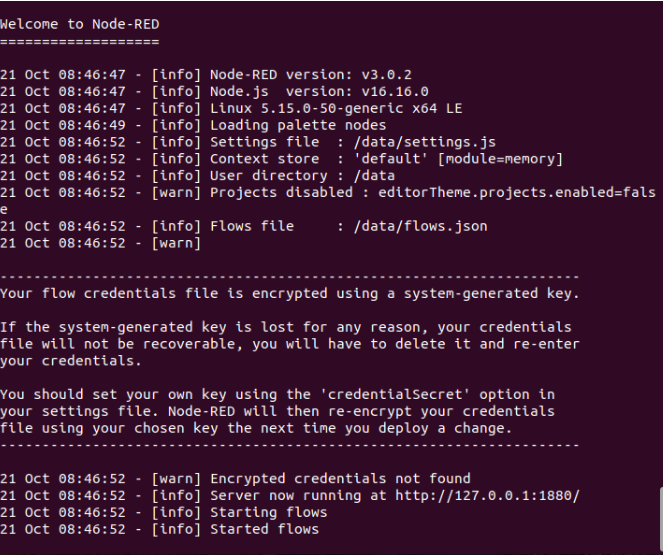 Welcome to Node-RED
===================
21 Oct 08:46:47 - [info] Node-RED version: v3.0.2
21 Oct 08:46:47 - [info] Node.js  version: v16.16.0
21 Oct 08:46:47 - [info] Linux 5.15.0-50-generic x64 LE
21 Oct 08:46:49 - [info] Loading palette nodes
21 Oct 08:46:52 - [info] Settings file  : /data/settings.js
21 Oct 08:46:52 - [info] Context store  : 'default' [module=memory]
21 Oct 08:46:52 - [info] User directory : /data
21 Oct 08:46:52 - [warn] Projects disabled : editorTheme.projects.enabled=fals
e
21 Oct 08:46:52 - [info] Flows file     : /data/flows.json
21 Oct 08:46:52 - [warn]
---------------------------------------------------------------------
Your flow credentials file is encrypted using a system-generated key.
If the system-generated key is lost for any reason, your credentials
file will not be recoverable, you will have to delete it and re-enter
your credentials.
You should set your own key using the 'credentialSecret' option in
your settings file. Node-RED will then re-encrypt your credentials
file using your chosen key the next time you deploy a change.
---------------------------------------------------------------------
21 Oct 08:46:52 - [warn] Encrypted credentials not found
21 Oct 08:46:52 - [info] Server now running at http://127.0.0.1:1880/
21 Oct 08:46:52 - [info] Starting flows
21 Oct 08:46:52 - [info] Started flows